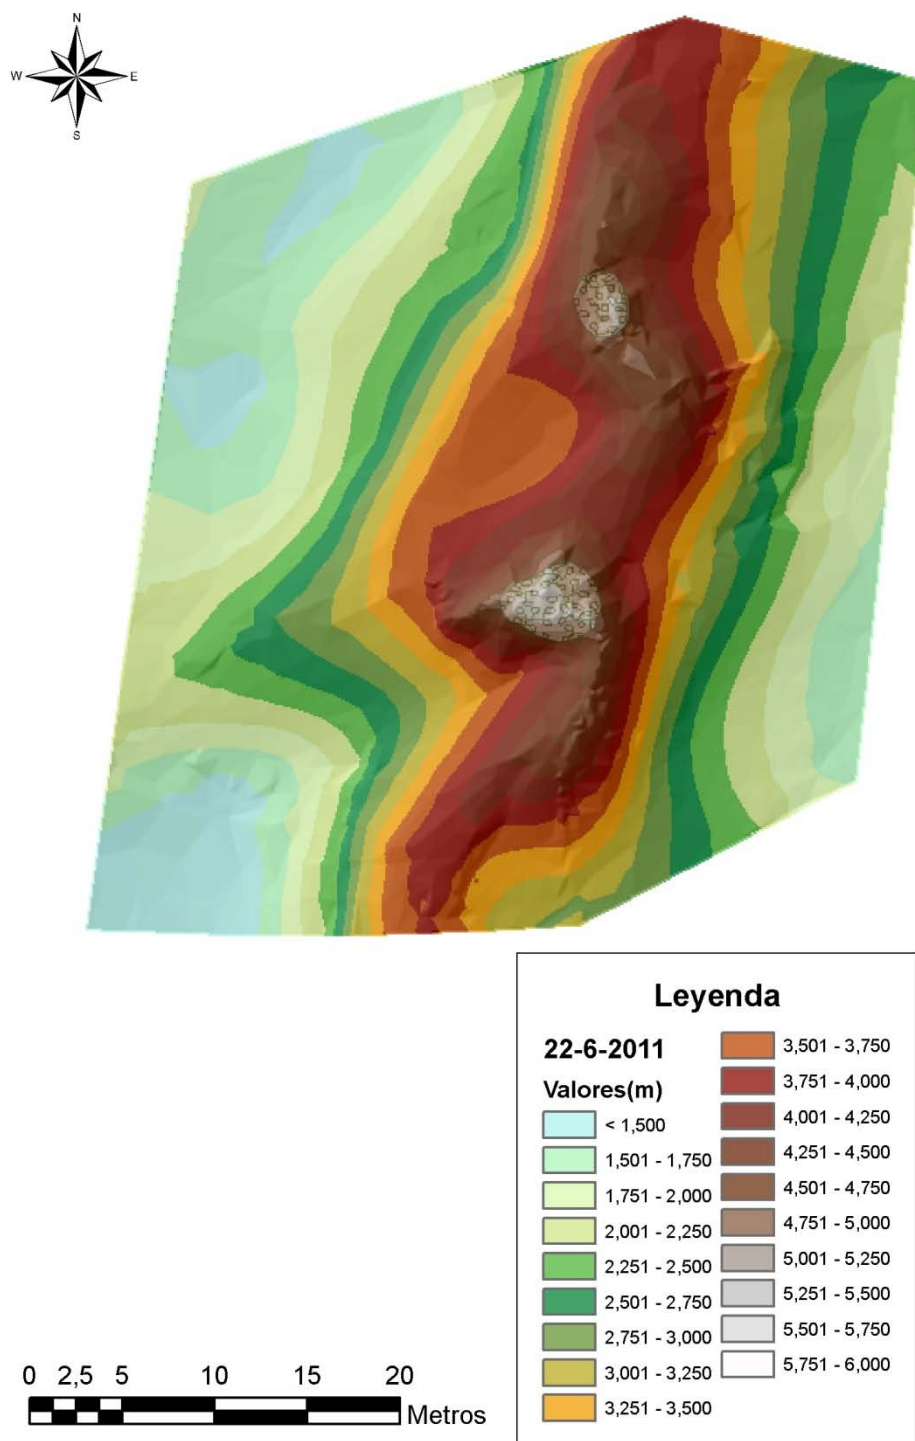 N
W E
S
Leyenda
22-6-2011
Valores(m)
< 1,500
1,501 - 1,750
1,751 - 2,000
2,001 - 2,250
2,251 - 2,500
2,501 - 2,750
2,751 - 3,000
3,001 - 3,250
3,251 - 3,500
3,501 - 3,750
3,751 - 4,000
4,001 - 4,250
4,251 - 4,500
4,501 - 4,750
4,751 - 5,000
5,001 - 5,250
5,251 - 5,500
5,501 - 5,750
5,751 - 6,000
0 2,5 5 10 15 20
Metros